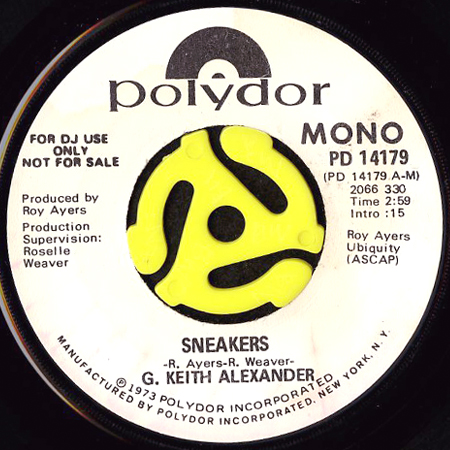 polydor
FOR DJ USE
ONLY
NOT FOR SALE
MONO
PD 14179
(PD 14179 A-M)
2066 330
Time 2:59
Intro :15
Produced by
Roy Ayers
Production
Supervision:
Roselle
Weaver
Roy Ayers
Ubiquity
(ASCAP)
SNEAKERS
-R. Ayers-R. Weaver-
G. KEITH ALEXANDER
℗1973 POLYDOR INCORPORATED
MANUFACTURED BY POLYDOR INCORPORATED. NEW YORK, N. Y.